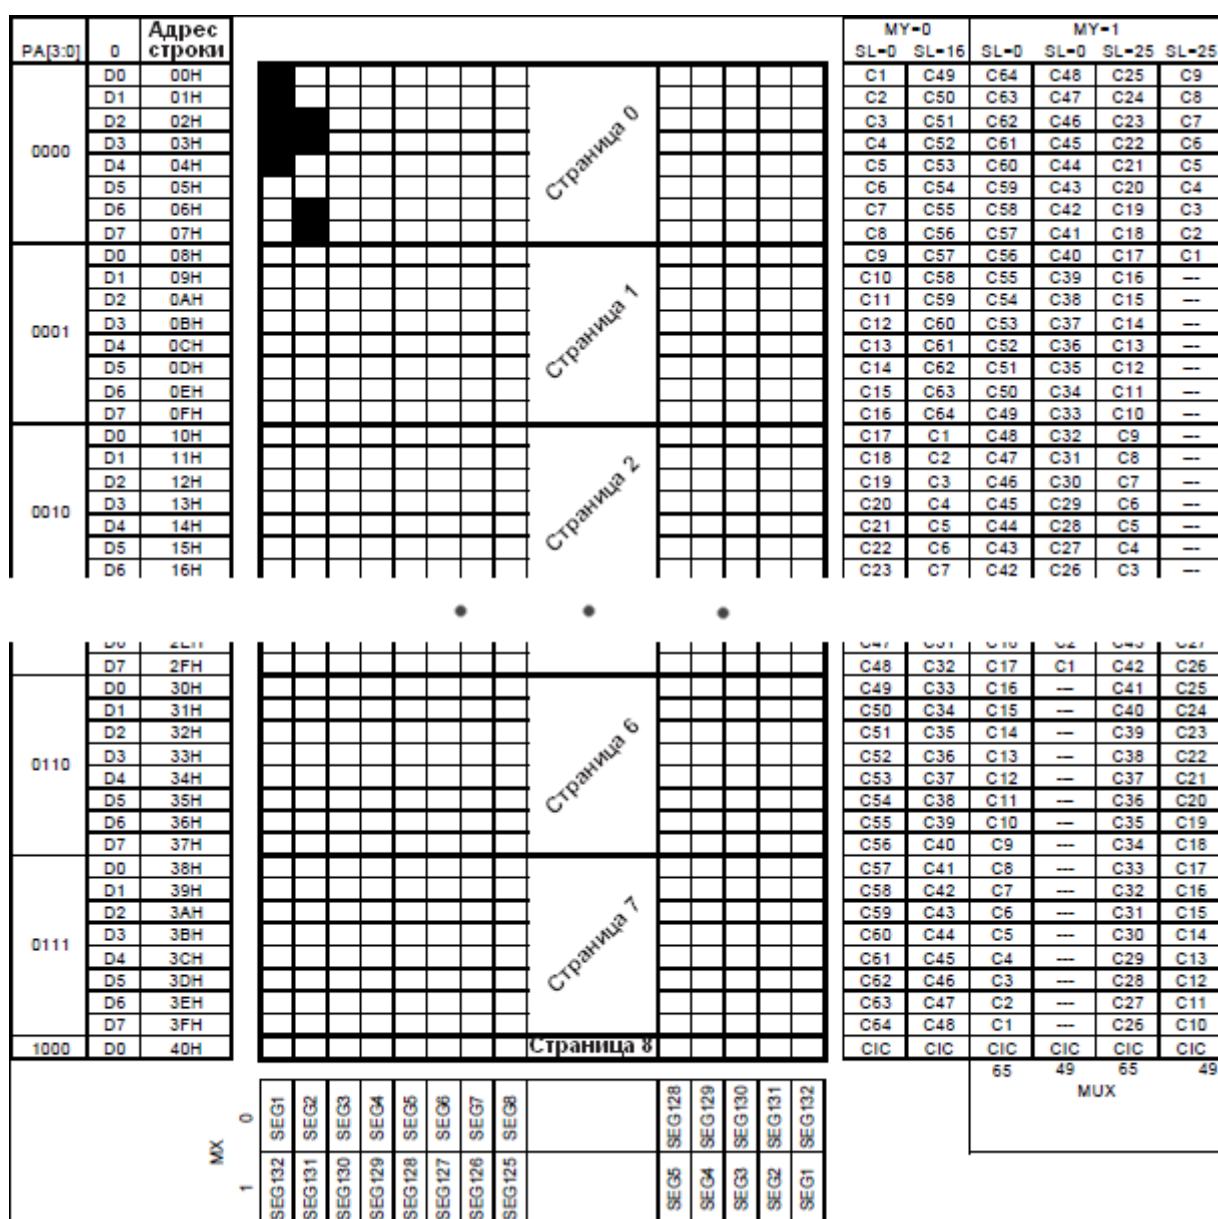 Адрес MY=0 MY=1
PA[3:0] 0 строки SL=0 SL=16 SL=0 SL=0 SL=25 SL=25
D0 00H C1 C49 C64 C48 C25 C9
D1 01H C2 C50 C63 C47 C24 C8
D2 02H C3 C51 C62 C46 C23 C7
0000 D3 03H Страница 0 C4 C52 C61 C45 C22 C6
D4 04H C5 C53 C60 C44 C21 C5
D5 05H C6 C54 C59 C43 C20 C4
D6 06H C7 C55 C58 C42 C19 C3
D7 07H C8 C56 C57 C41 C18 C2
D0 08H C9 C57 C56 C40 C17 C1
D1 09H C10 C58 C55 C39 C16 ---
D2 0AH C11 C59 C54 C38 C15 ---
0001 D3 0BH Страница 1 C12 C60 C53 C37 C14 ---
D4 0CH C13 C61 C52 C36 C13 ---
D5 0DH C14 C62 C51 C35 C12 ---
D6 0EH C15 C63 C50 C34 C11 ---
D7 0FH C16 C64 C49 C33 C10 ---
D0 10H C17 C1 C48 C32 C9 ---
D1 11H C18 C2 C47 C31 C8 ---
D2 12H C19 C3 C46 C30 C7 ---
0010 D3 13H Страница 2 C20 C4 C45 C29 C6 ---
D4 14H C21 C5 C44 C28 C5 ---
D5 15H C22 C6 C43 C27 C4 ---
D6 16H C23 C7 C42 C26 C3 ---
D7 2FH C48 C32 C17 C1 C42 C26
D0 30H C49 C33 C16 --- C41 C25
D1 31H C50 C34 C15 --- C40 C24
D2 32H C51 C35 C14 --- C39 C23
0110 D3 33H Страница 6 C52 C36 C13 --- C38 C22
D4 34H C53 C37 C12 --- C37 C21
D5 35H C54 C38 C11 --- C36 C20
D6 36H C55 C39 C10 --- C35 C19
D7 37H C56 C40 C9 --- C34 C18
D0 38H C57 C41 C8 --- C33 C17
D1 39H C58 C42 C7 --- C32 C16
D2 3AH C59 C43 C6 --- C31 C15
0111 D3 3BH Страница 7 C60 C44 C5 --- C30 C14
D4 3CH C61 C45 C4 --- C29 C13
D5 3DH C62 C46 C3 --- C28 C12
D6 3EH C63 C47 C2 --- C27 C11
D7 3FH C64 C48 C1 --- C26 C10
1000 D0 40H Страница 8 CIC CIC CIC CIC CIC CIC
65 49 65 49
MUX
MX
0 SEG1 SEG2 SEG3 SEG4 SEG5 SEG6 SEG7 SEG8 SEG128 SEG129 SEG130 SEG131 SEG132
1 SEG132 SEG131 SEG130 SEG129 SEG128 SEG127 SEG126 SEG125 SEG5 SEG4 SEG3 SEG2 SEG1